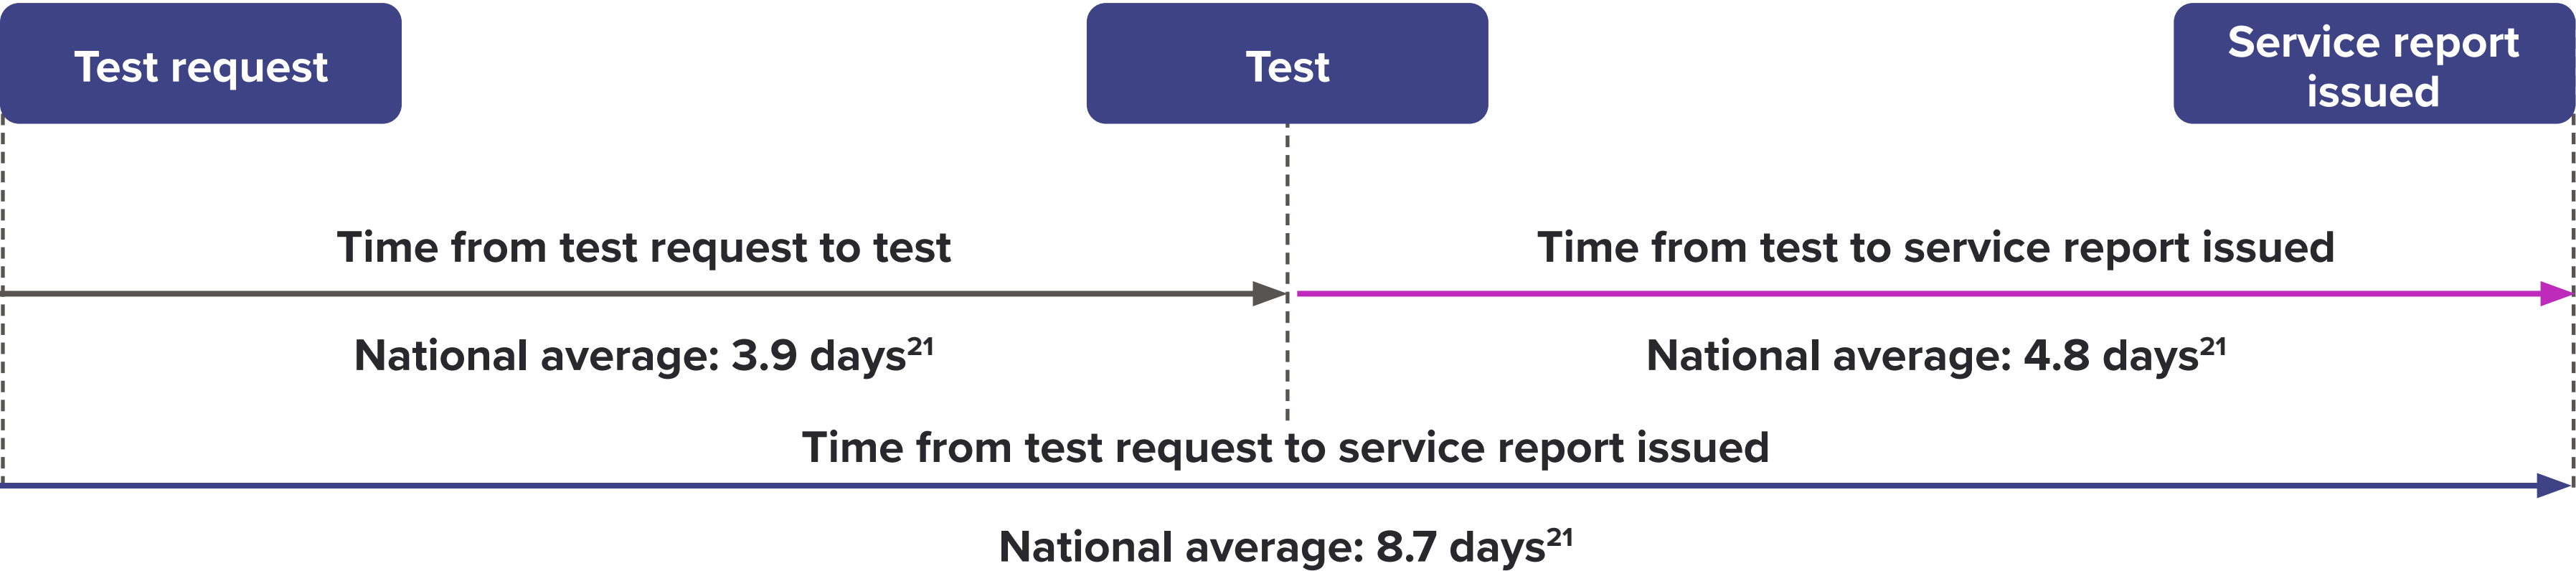 Test request
Test
Service report
issued
Time from test request to test
Time from test to service report issued
National average: 3.9 days²¹
National average: 4.8 days²¹
Time from test request to service report issued
National average: 8.7 days²¹